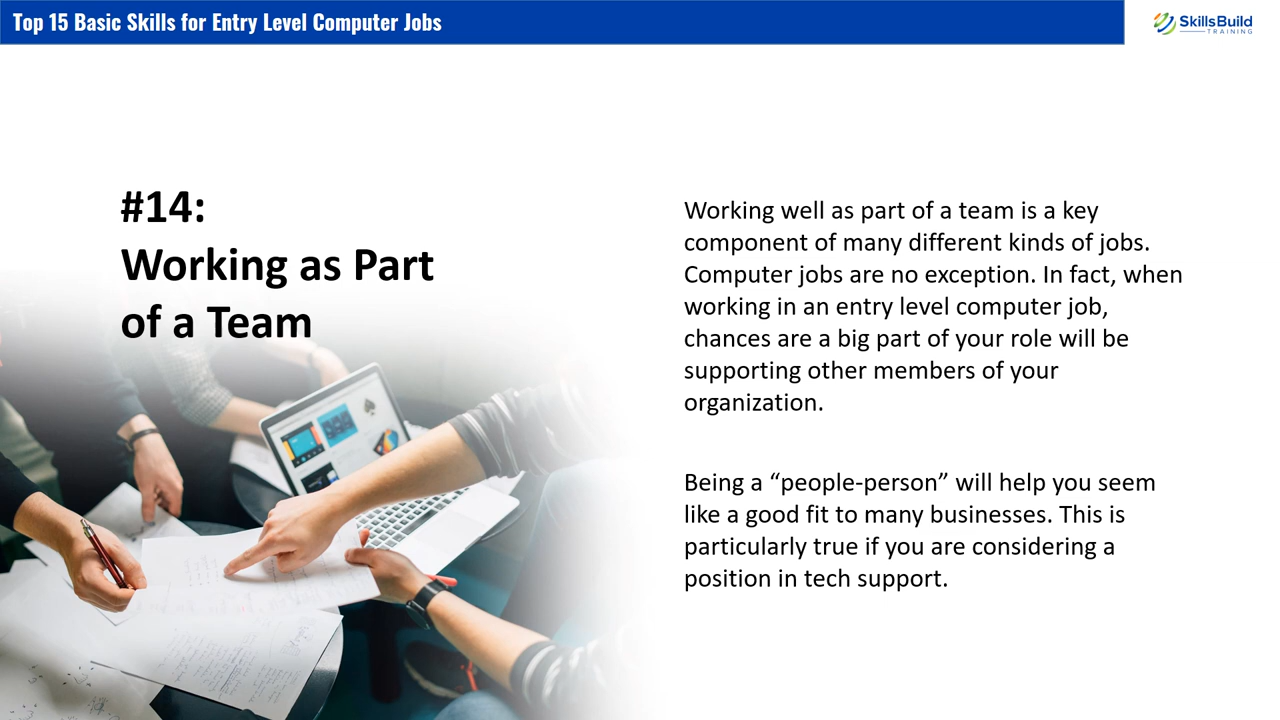 Top 15 Basic Skills for Entry Level Computer Jobs
SkillsBuild
TRAINING
#14:
Working as Part
of a Team
Working well as part of a team is a key
component of many different kinds of jobs.
Computer jobs are no exception. In fact, when
working in an entry level computer job,
chances are a big part of your role will be
supporting other members of your
organization.
Being a “people-person” will help you seem
like a good fit to many businesses. This is
particularly true if you are considering a
position in tech support.